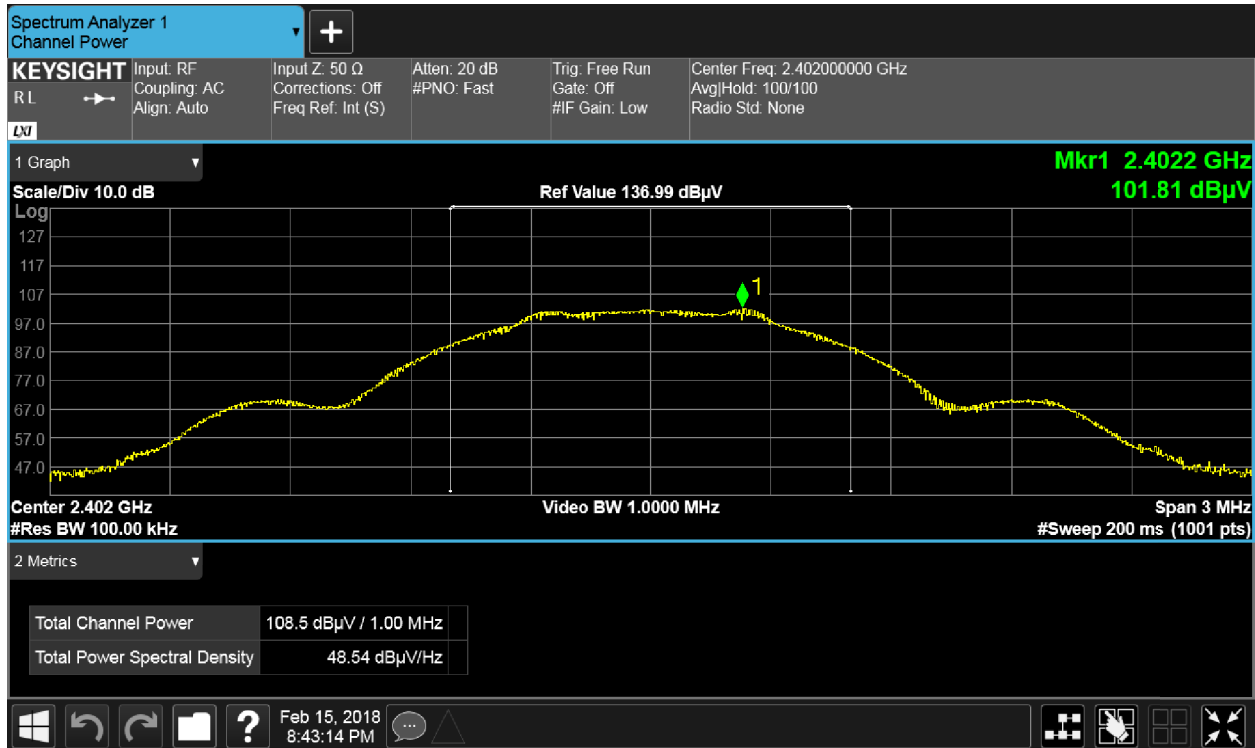 Spectrum Analyzer 1
Channel Power
KEYSIGHT
R L
LXI
Input: RF
Coupling: AC
Align: Auto
Input Z: 50 Ω
Corrections: Off
Freq Ref: Int (S)
Atten: 20 dB
#PNO: Fast
Trig: Free Run
Gate: Off
#IF Gain: Low
Center Freq: 2.402000000 GHz
Avg|Hold: 100/100
Radio Std: None
1 Graph
Mkr1 2.4022 GHz
Scale/Div 10.0 dB Ref Value 136.99 dBµV 101.81 dBµV
Log
127
117
107
1
97.0
87.0
77.0
67.0
57.0
47.0
Center 2.402 GHz Video BW 1.0000 MHz Span 3 MHz
#Res BW 100.00 kHz #Sweep 200 ms (1001 pts)
2 Metrics
Total Channel Power 108.5 dBµV / 1.00 MHz
Total Power Spectral Density 48.54 dBµV/Hz
?
Feb 15, 2018
8:43:14 PM